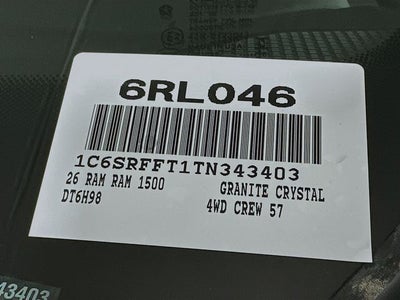 6RL046
1C6SRFFT1TN343403
26 RAM RAM 1500 GRANITE CRYSTAL
DT6H98 4WD CREW 57
43403